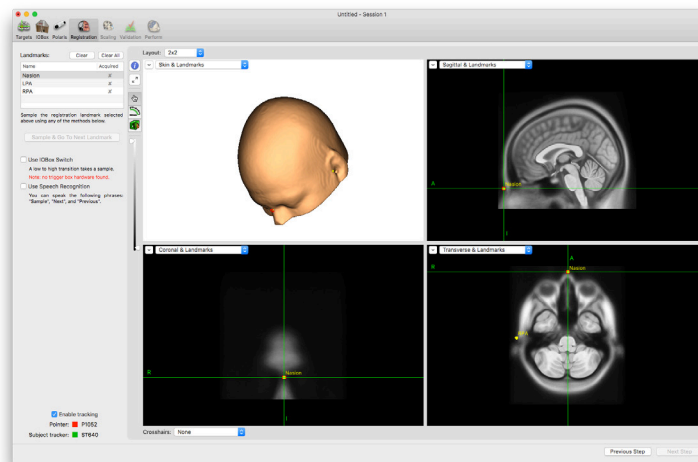 Untitled - Session 1
Targets IOBox Polaris Registration Scaling Validation Perform
Landmarks: Clear Clear All
Name Acquired
Nasion ✗
LPA ✗
RPA ✗
Sample the registration landmark selected
above using any of the methods below.
Sample & Go To Next Landmark
Use IOBox Switch
A low to high transition takes a sample.
Note: no trigger box hardware found.
Use Speech Recognition
You can speak the following phrases:
"Sample", "Next", and "Previous".
Enable tracking
Pointer: P1052
Subject tracker: ST640
Layout: 2x2
Skin & Landmarks
Sagittal & Landmarks
A
Nasion
I
Coronal & Landmarks
R
Nasion
I
Transverse & Landmarks
A
R
Nasion
RPA
Crosshairs: None
Previous Step Next Step